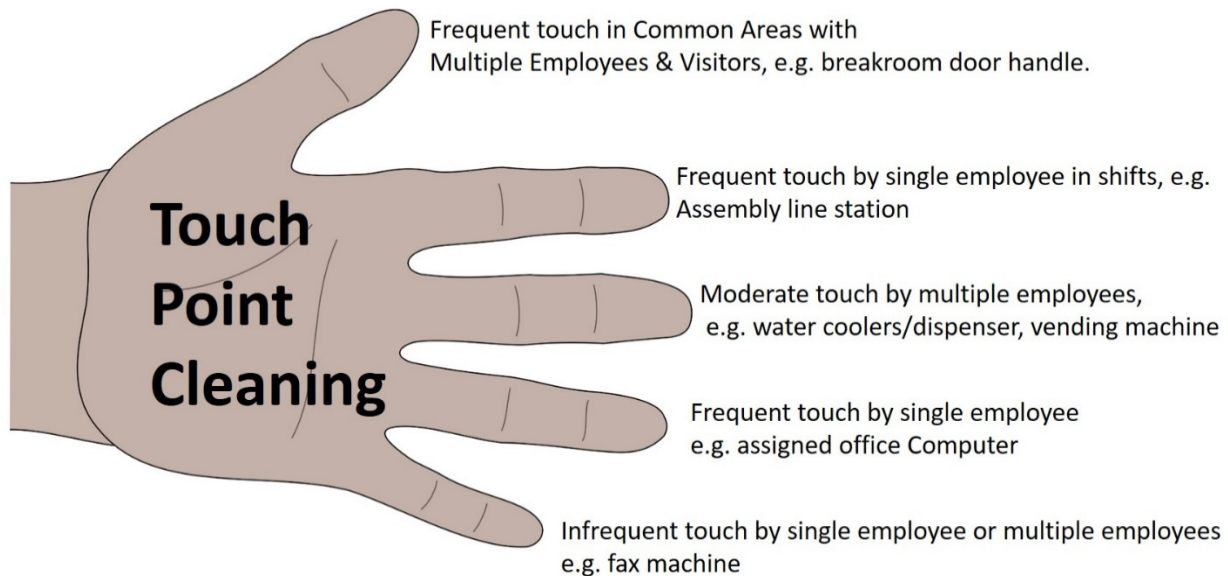 Frequent touch in Common Areas with
Multiple Employees & Visitors, e.g. breakroom door handle.
Frequent touch by single employee in shifts, e.g.
Assembly line station
Touch
Point
Cleaning
Moderate touch by multiple employees,
e.g. water coolers/dispenser, vending machine
Frequent touch by single employee
e.g. assigned office Computer
Infrequent touch by single employee or multiple employees
e.g. fax machine